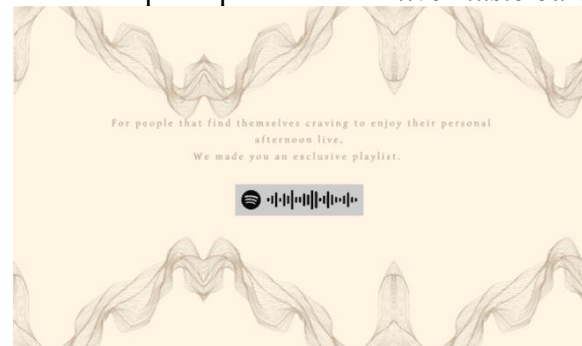 For people that find themselves craving to enjoy their personal
afternoon live,
We made you an exclusive playlist.